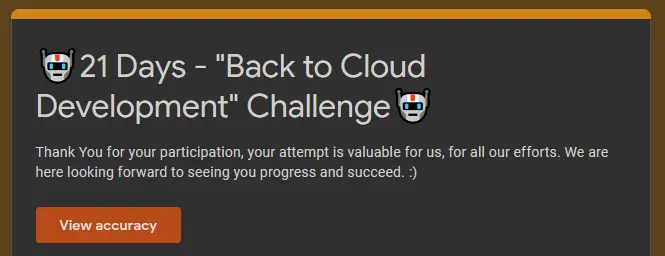 21 Days - "Back to Cloud
Development" Challenge
Thank You for your participation, your attempt is valuable for us, for all our efforts. We are
here looking forward to seeing you progress and succeed. :)
View accuracy